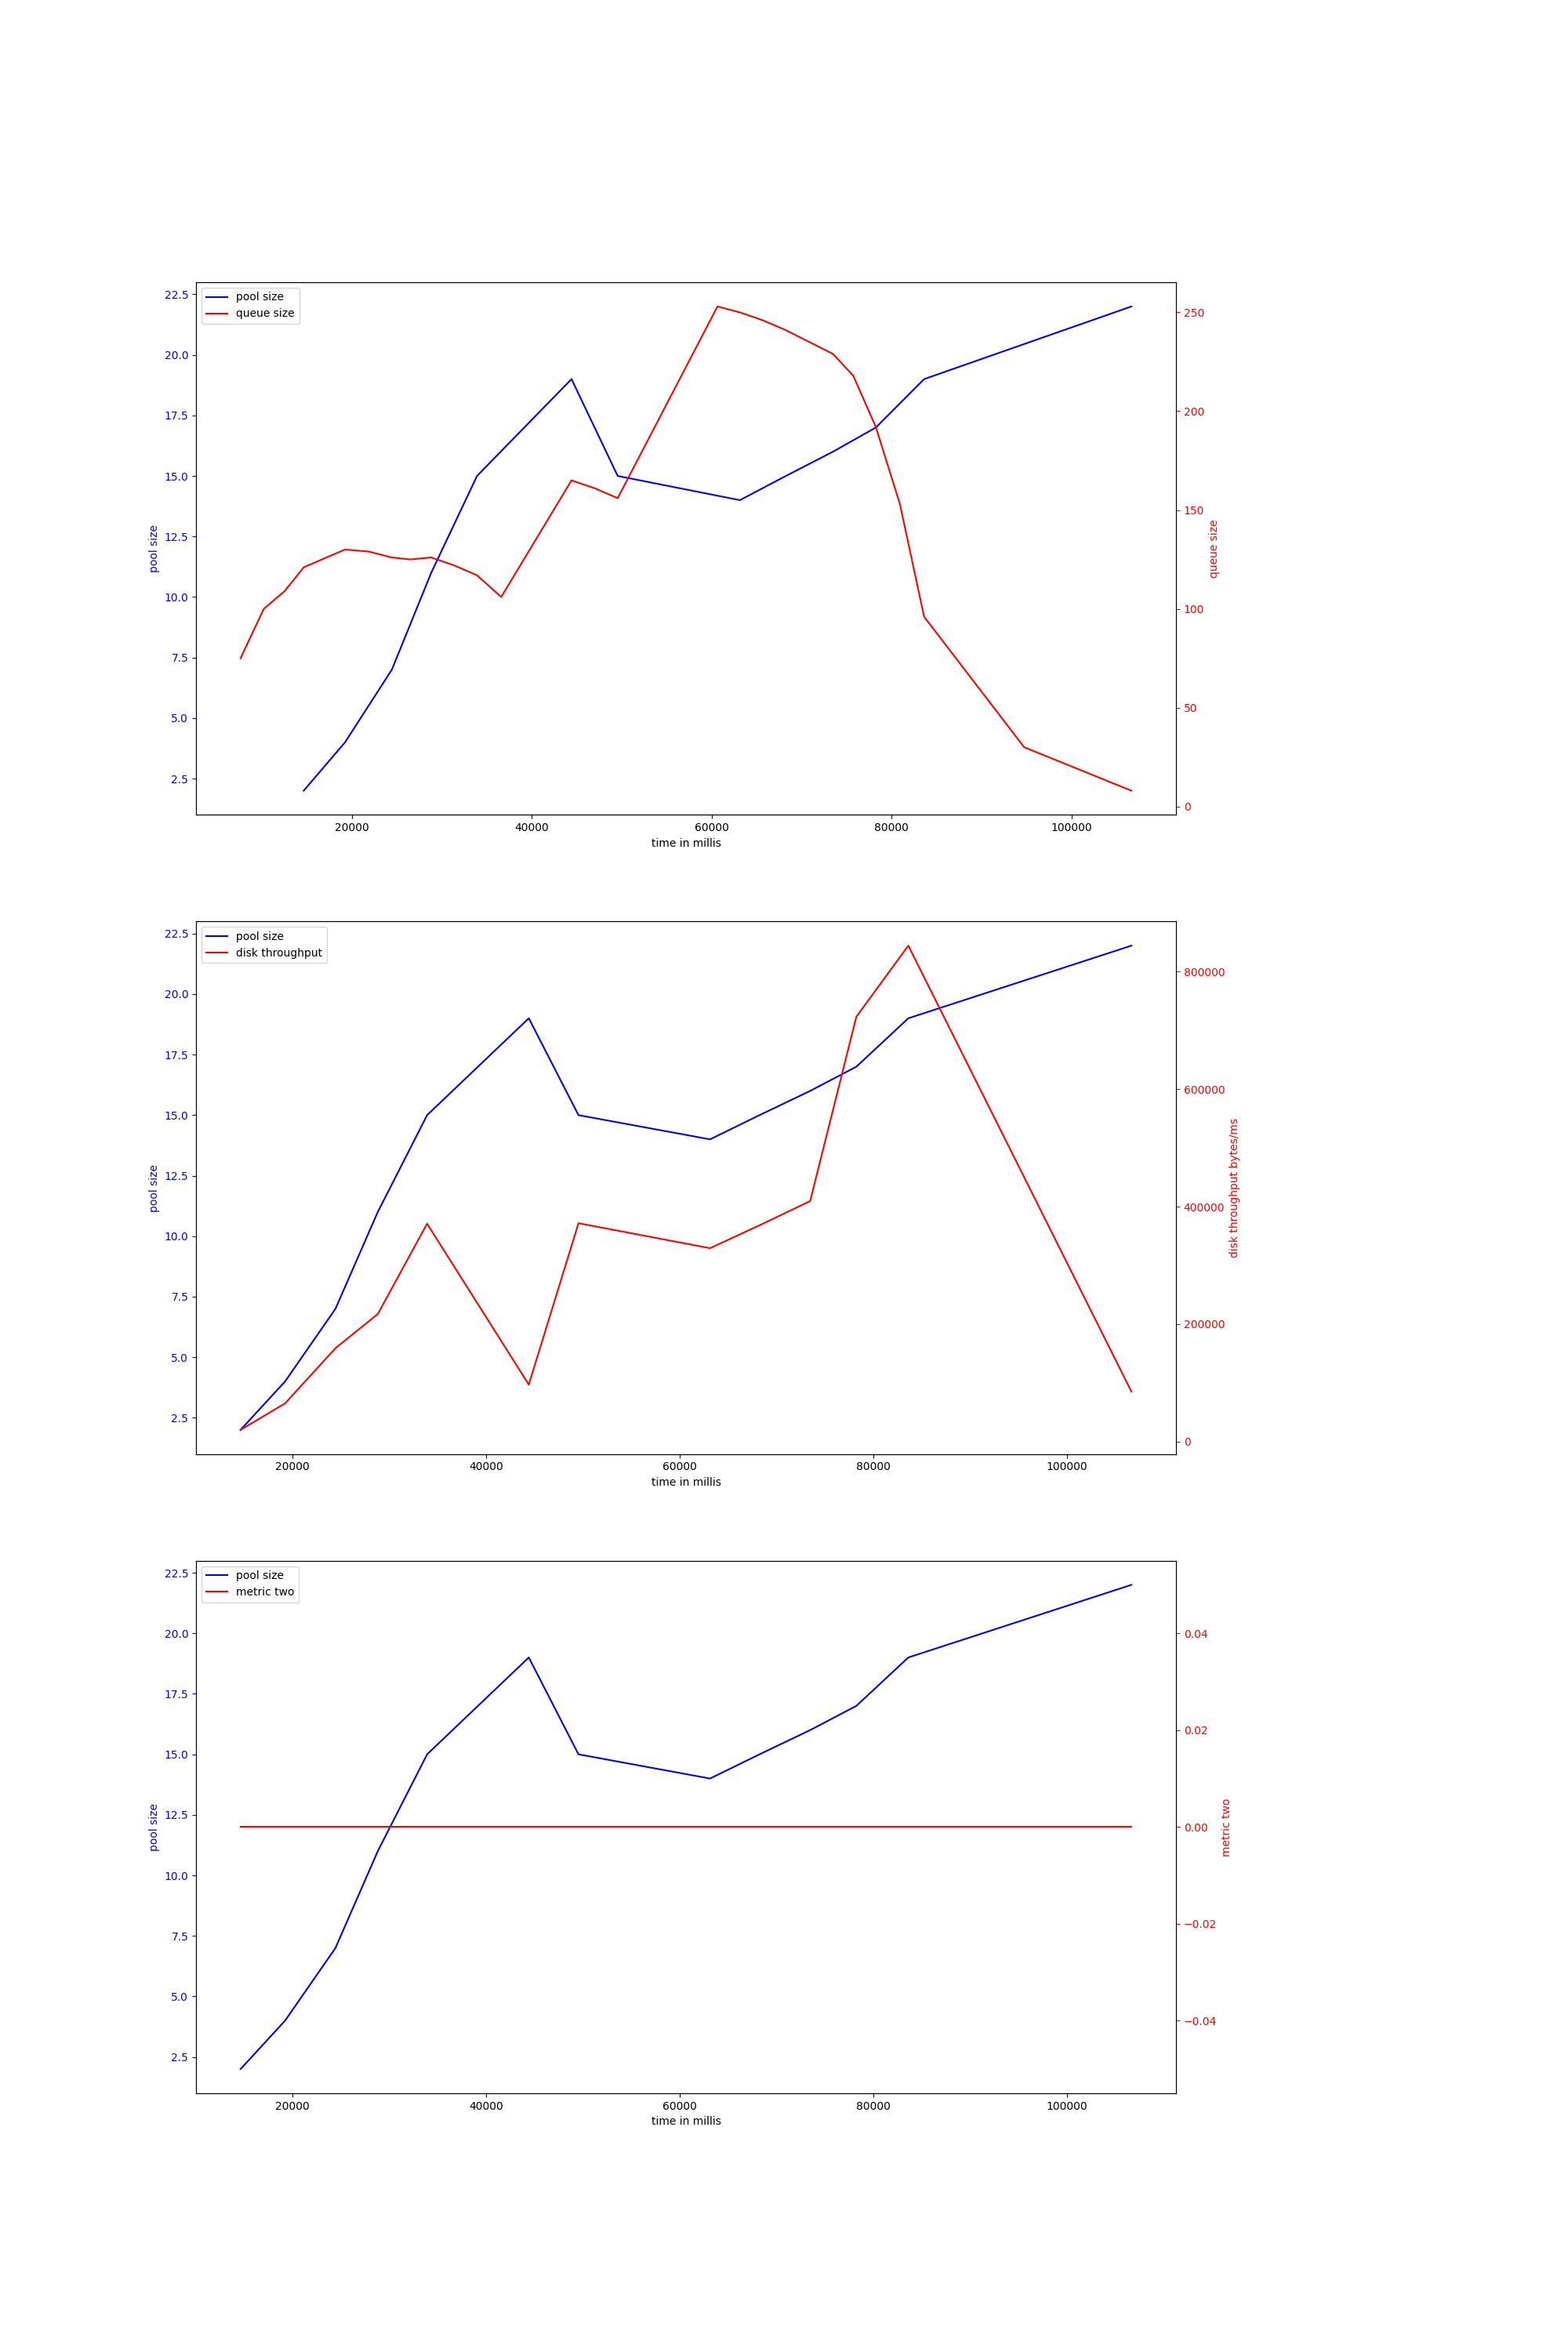 pool size
queue size
22.5
20.0
17.5
15.0
12.5
10.0
7.5
5.0
2.5
pool size
250
200
150
100
50
0
queue size
20000 40000 60000 80000 100000
time in millis
pool size
disk throughput
22.5
20.0
17.5
15.0
12.5
10.0
7.5
5.0
2.5
pool size
800000
600000
400000
200000
0
disk throughput bytes/ms
20000 40000 60000 80000 100000
time in millis
pool size
metric two
22.5
20.0
17.5
15.0
12.5
10.0
7.5
5.0
2.5
pool size
0.04
0.02
0.00
−0.02
−0.04
metric two
20000 40000 60000 80000 100000
time in millis